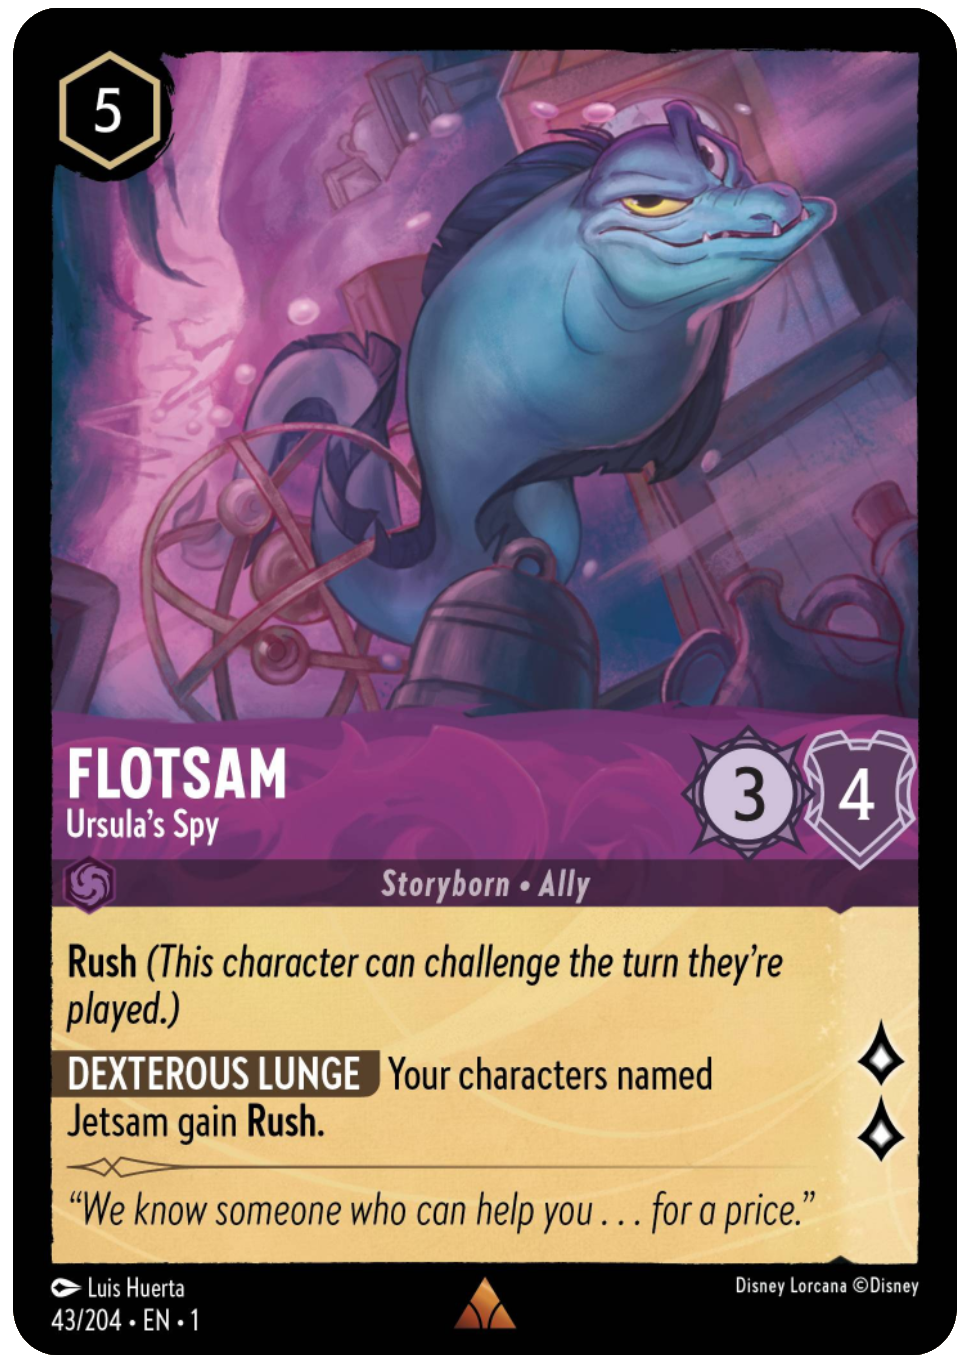 5
FLOTSAM
Ursula's Spy
3
4
Storyborn • Ally
Rush (This character can challenge the turn they're
played.)
DEXTEROUS LUNGE Your characters named
Jetsam gain Rush.
“We know someone who can help you . . . for a price.”
Luis Huerta
43/204 • EN • 1
Disney Lorcana ©Disney